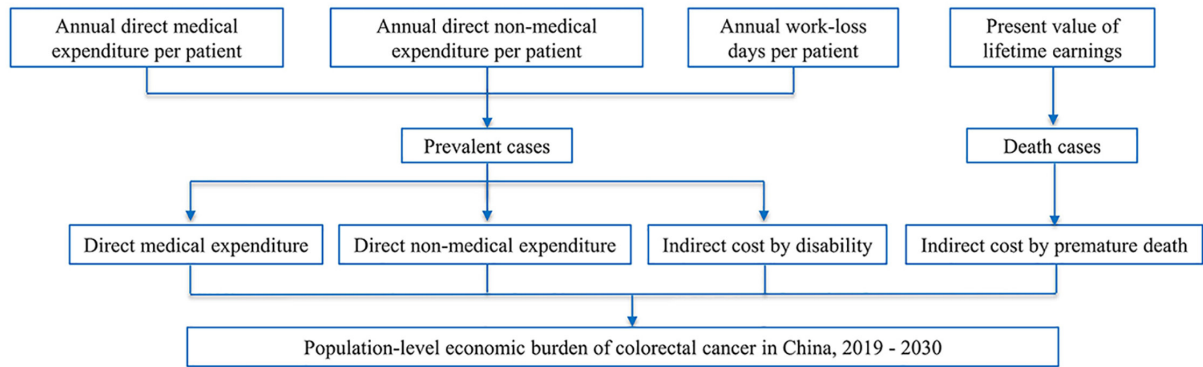 Annual direct medical
expenditure per patient
Annual direct non-medical
expenditure per patient
Annual work-loss
days per patient
Present value of
lifetime earnings
Prevalent cases
Death cases
Direct medical expenditure
Direct non-medical expenditure
Indirect cost by disability
Indirect cost by premature death
Population-level economic burden of colorectal cancer in China, 2019 - 2030